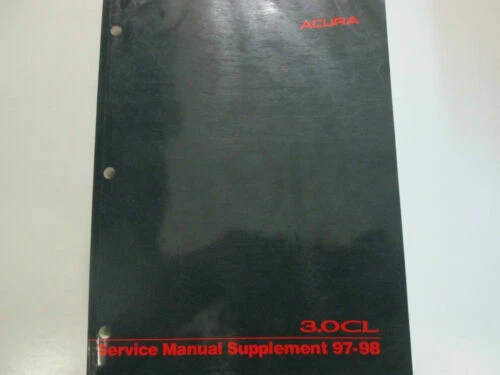 ACURA
3.0CL
Service Manual Supplement 97-98